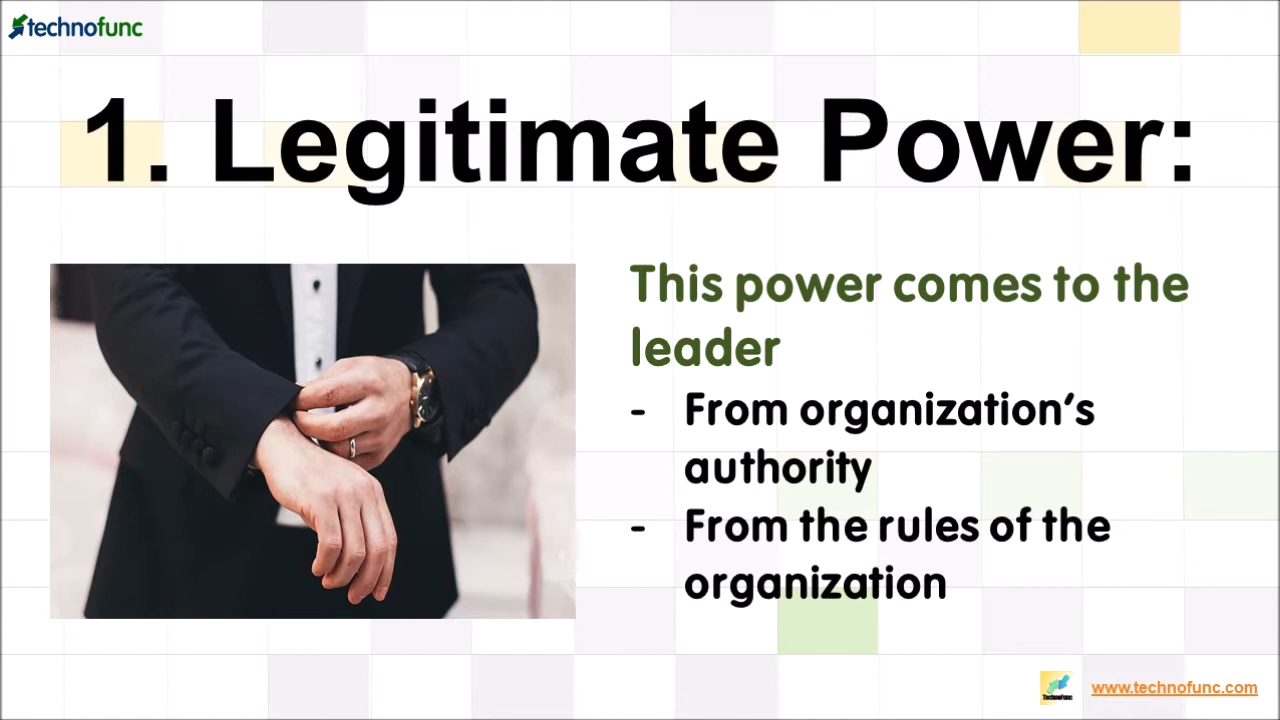 technofunc
1. Legitimate Power:
This power comes to the
leader
- From organization's
authority
- From the rules of the
organization
TechnoFunc
www.technofunc.com